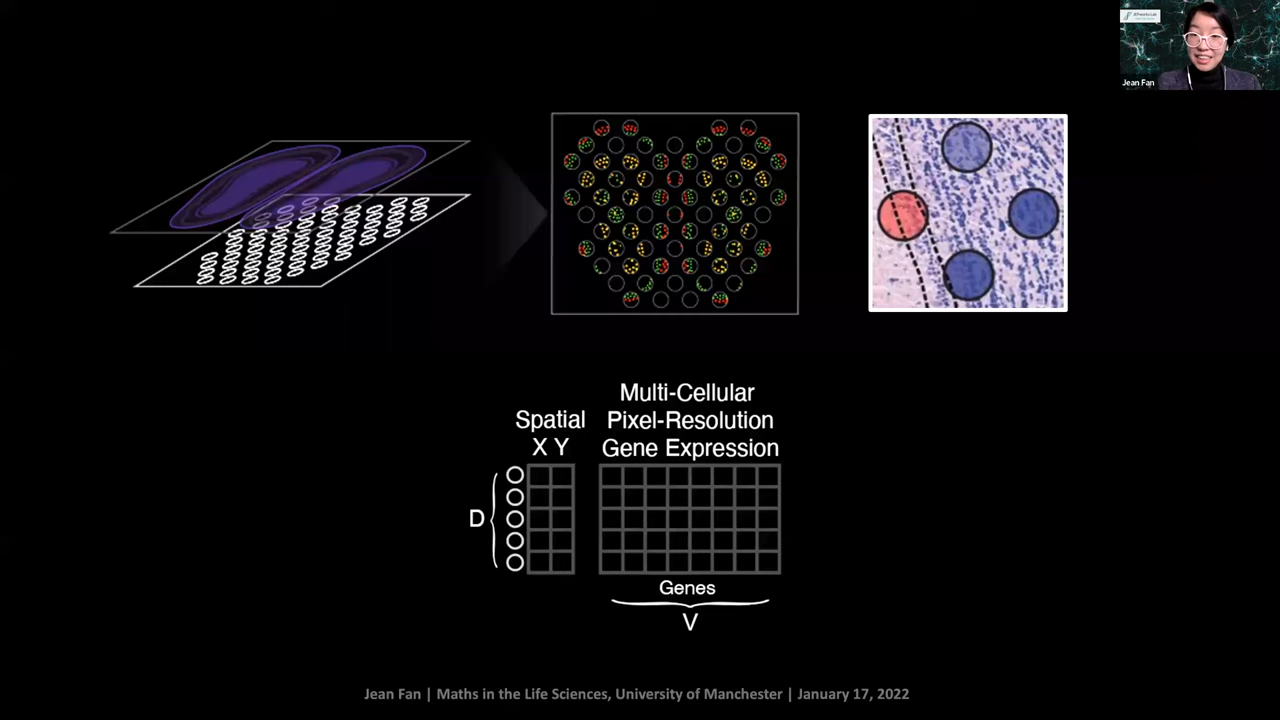 Jean Fan
Multi-Cellular
Spatial Pixel-Resolution
X Y Gene Expression
D
Genes
V
Jean Fan | Maths in the Life Sciences, University of Manchester | January 17, 2022